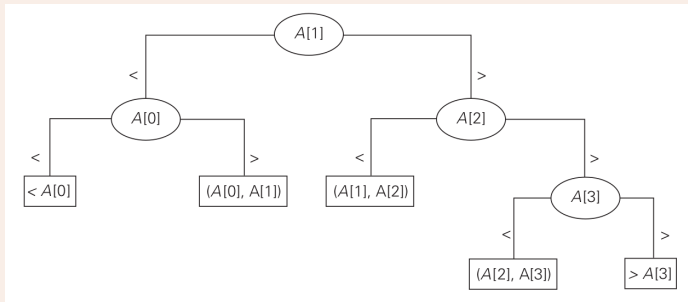 A[1]
< >
A[0] A[2]
< > < >
< A[0] (A[0], A[1]) (A[1], A[2]) A[3]
< >
(A[2], A[3]) > A[3]